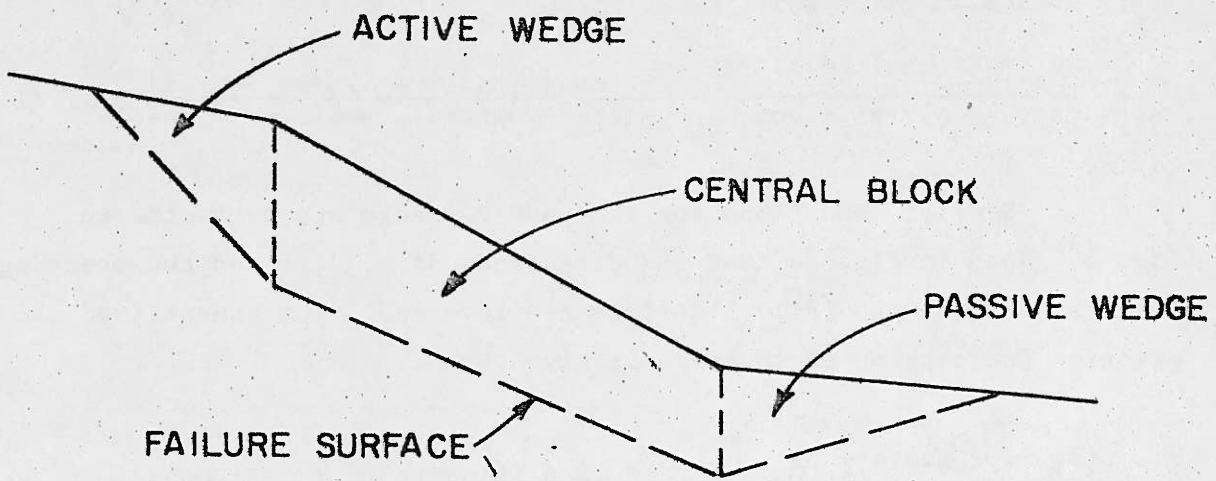 ACTIVE WEDGE
CENTRAL BLOCK
PASSIVE WEDGE
FAILURE SURFACE